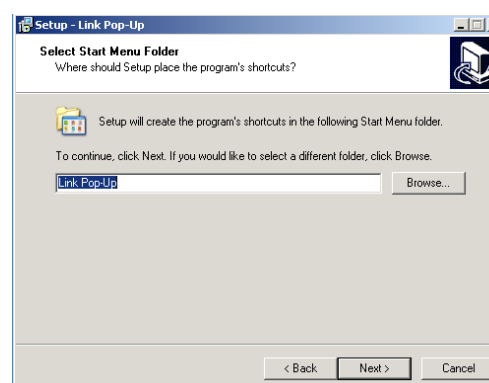 Setup - Link Pop-Up
Select Start Menu Folder
Where should Setup place the program's shortcuts?
Setup will create the program's shortcuts in the following Start Menu folder.
To continue, click Next. If you would like to select a different folder, click Browse.
Link Pop-Up
Browse...
< Back
Next >
Cancel